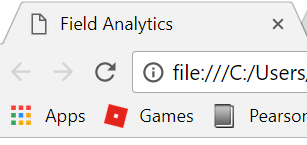 Field Analytics
file:///C:/Users/
Apps Games Pearson